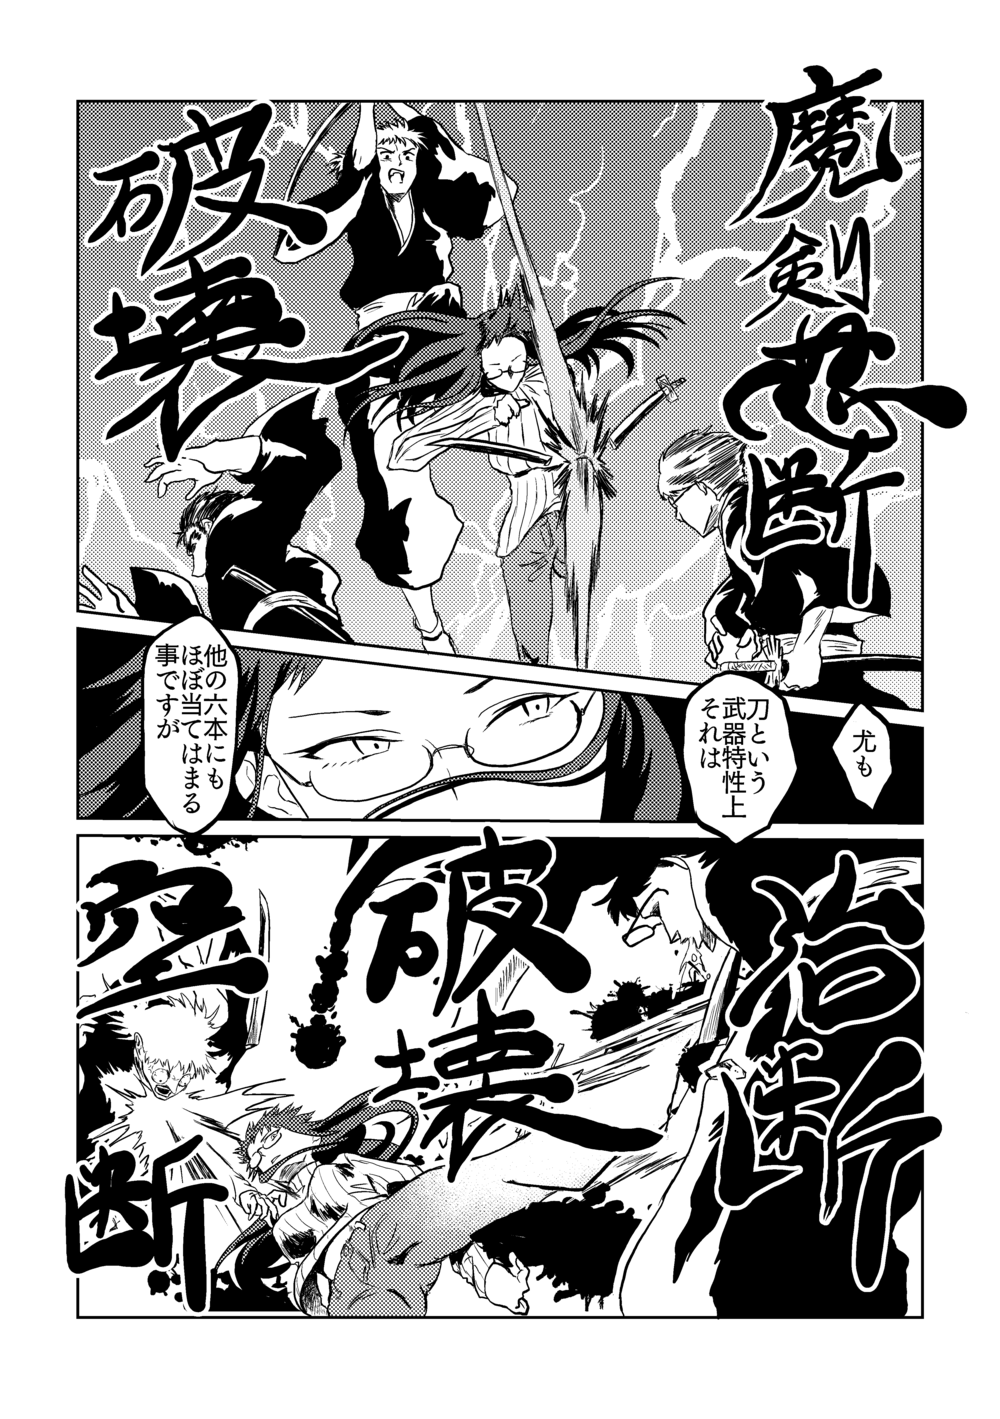 魔剣断
破壊
尤も
刀という
武器特性上
それは
他の六本にも
ほぼ当てはまる
事ですが
治断
破壊
空断